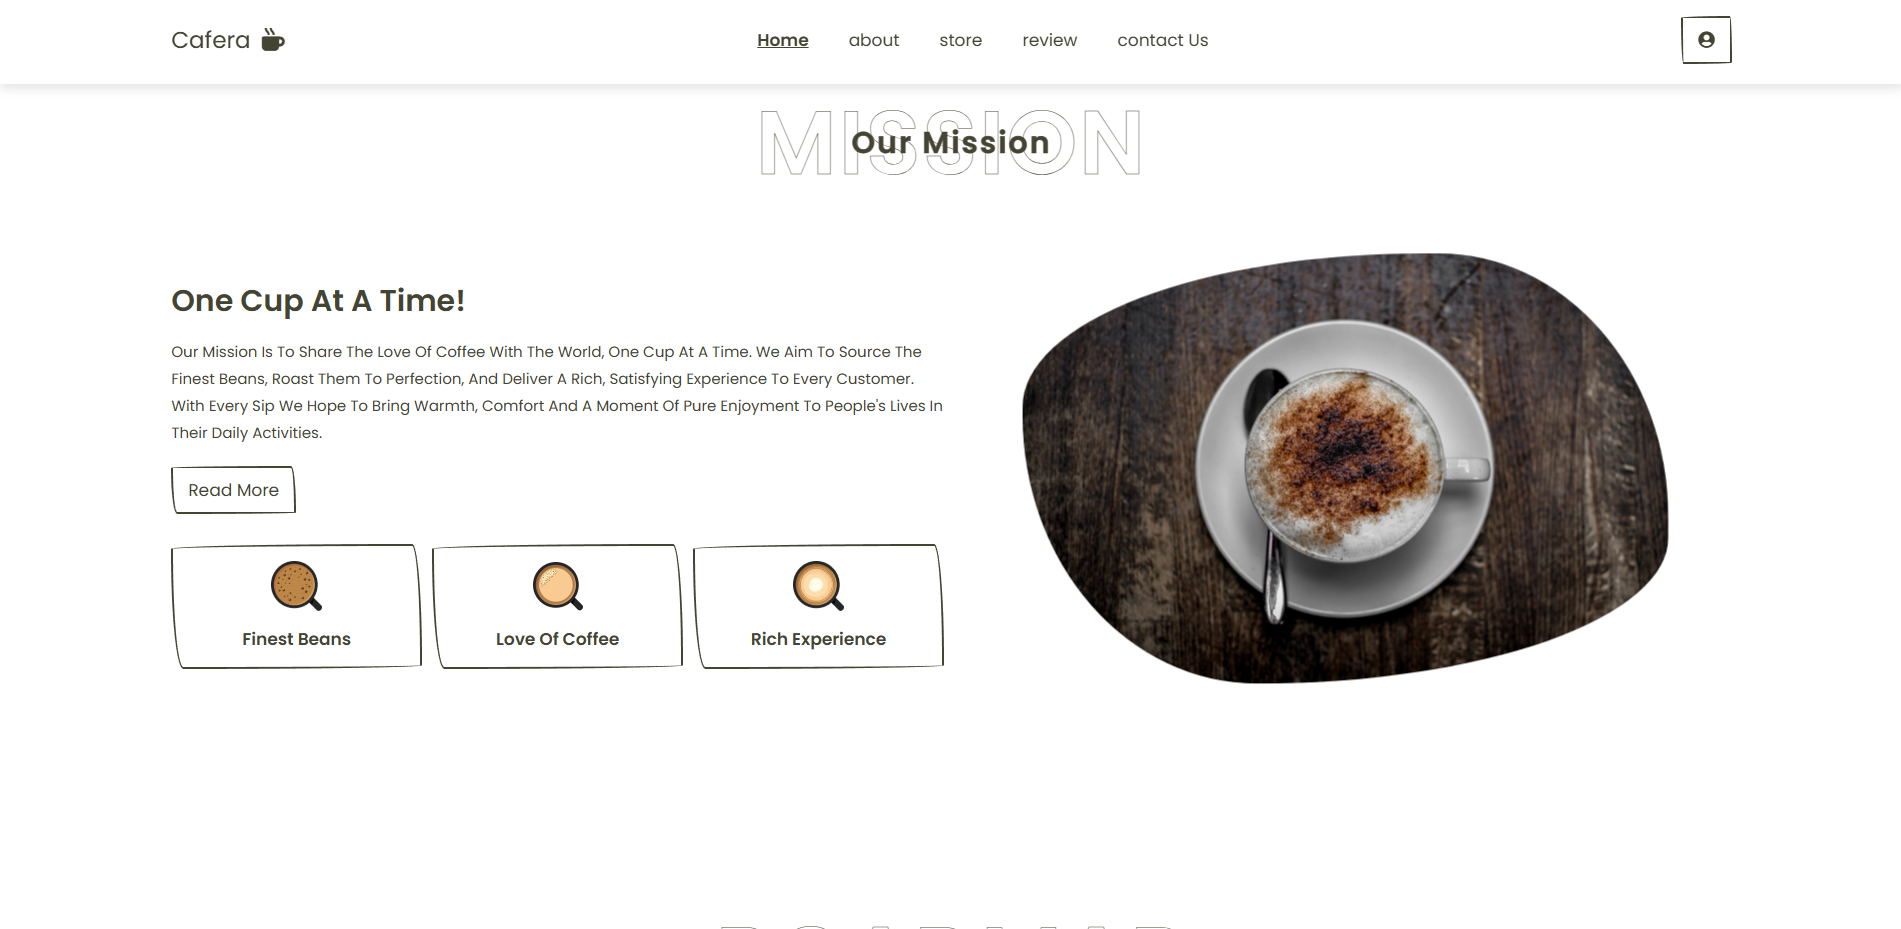 Cafera
Home about store review contact Us
MISSION
Our Mission
One Cup At A Time!
Our Mission Is To Share The Love Of Coffee With The World, One Cup At A Time. We Aim To Source The
Finest Beans, Roast Them To Perfection, And Deliver A Rich, Satisfying Experience To Every Customer.
With Every Sip We Hope To Bring Warmth, Comfort And A Moment Of Pure Enjoyment To People's Lives In
Their Daily Activities.
Read More
Finest Beans
Love Of Coffee
Rich Experience